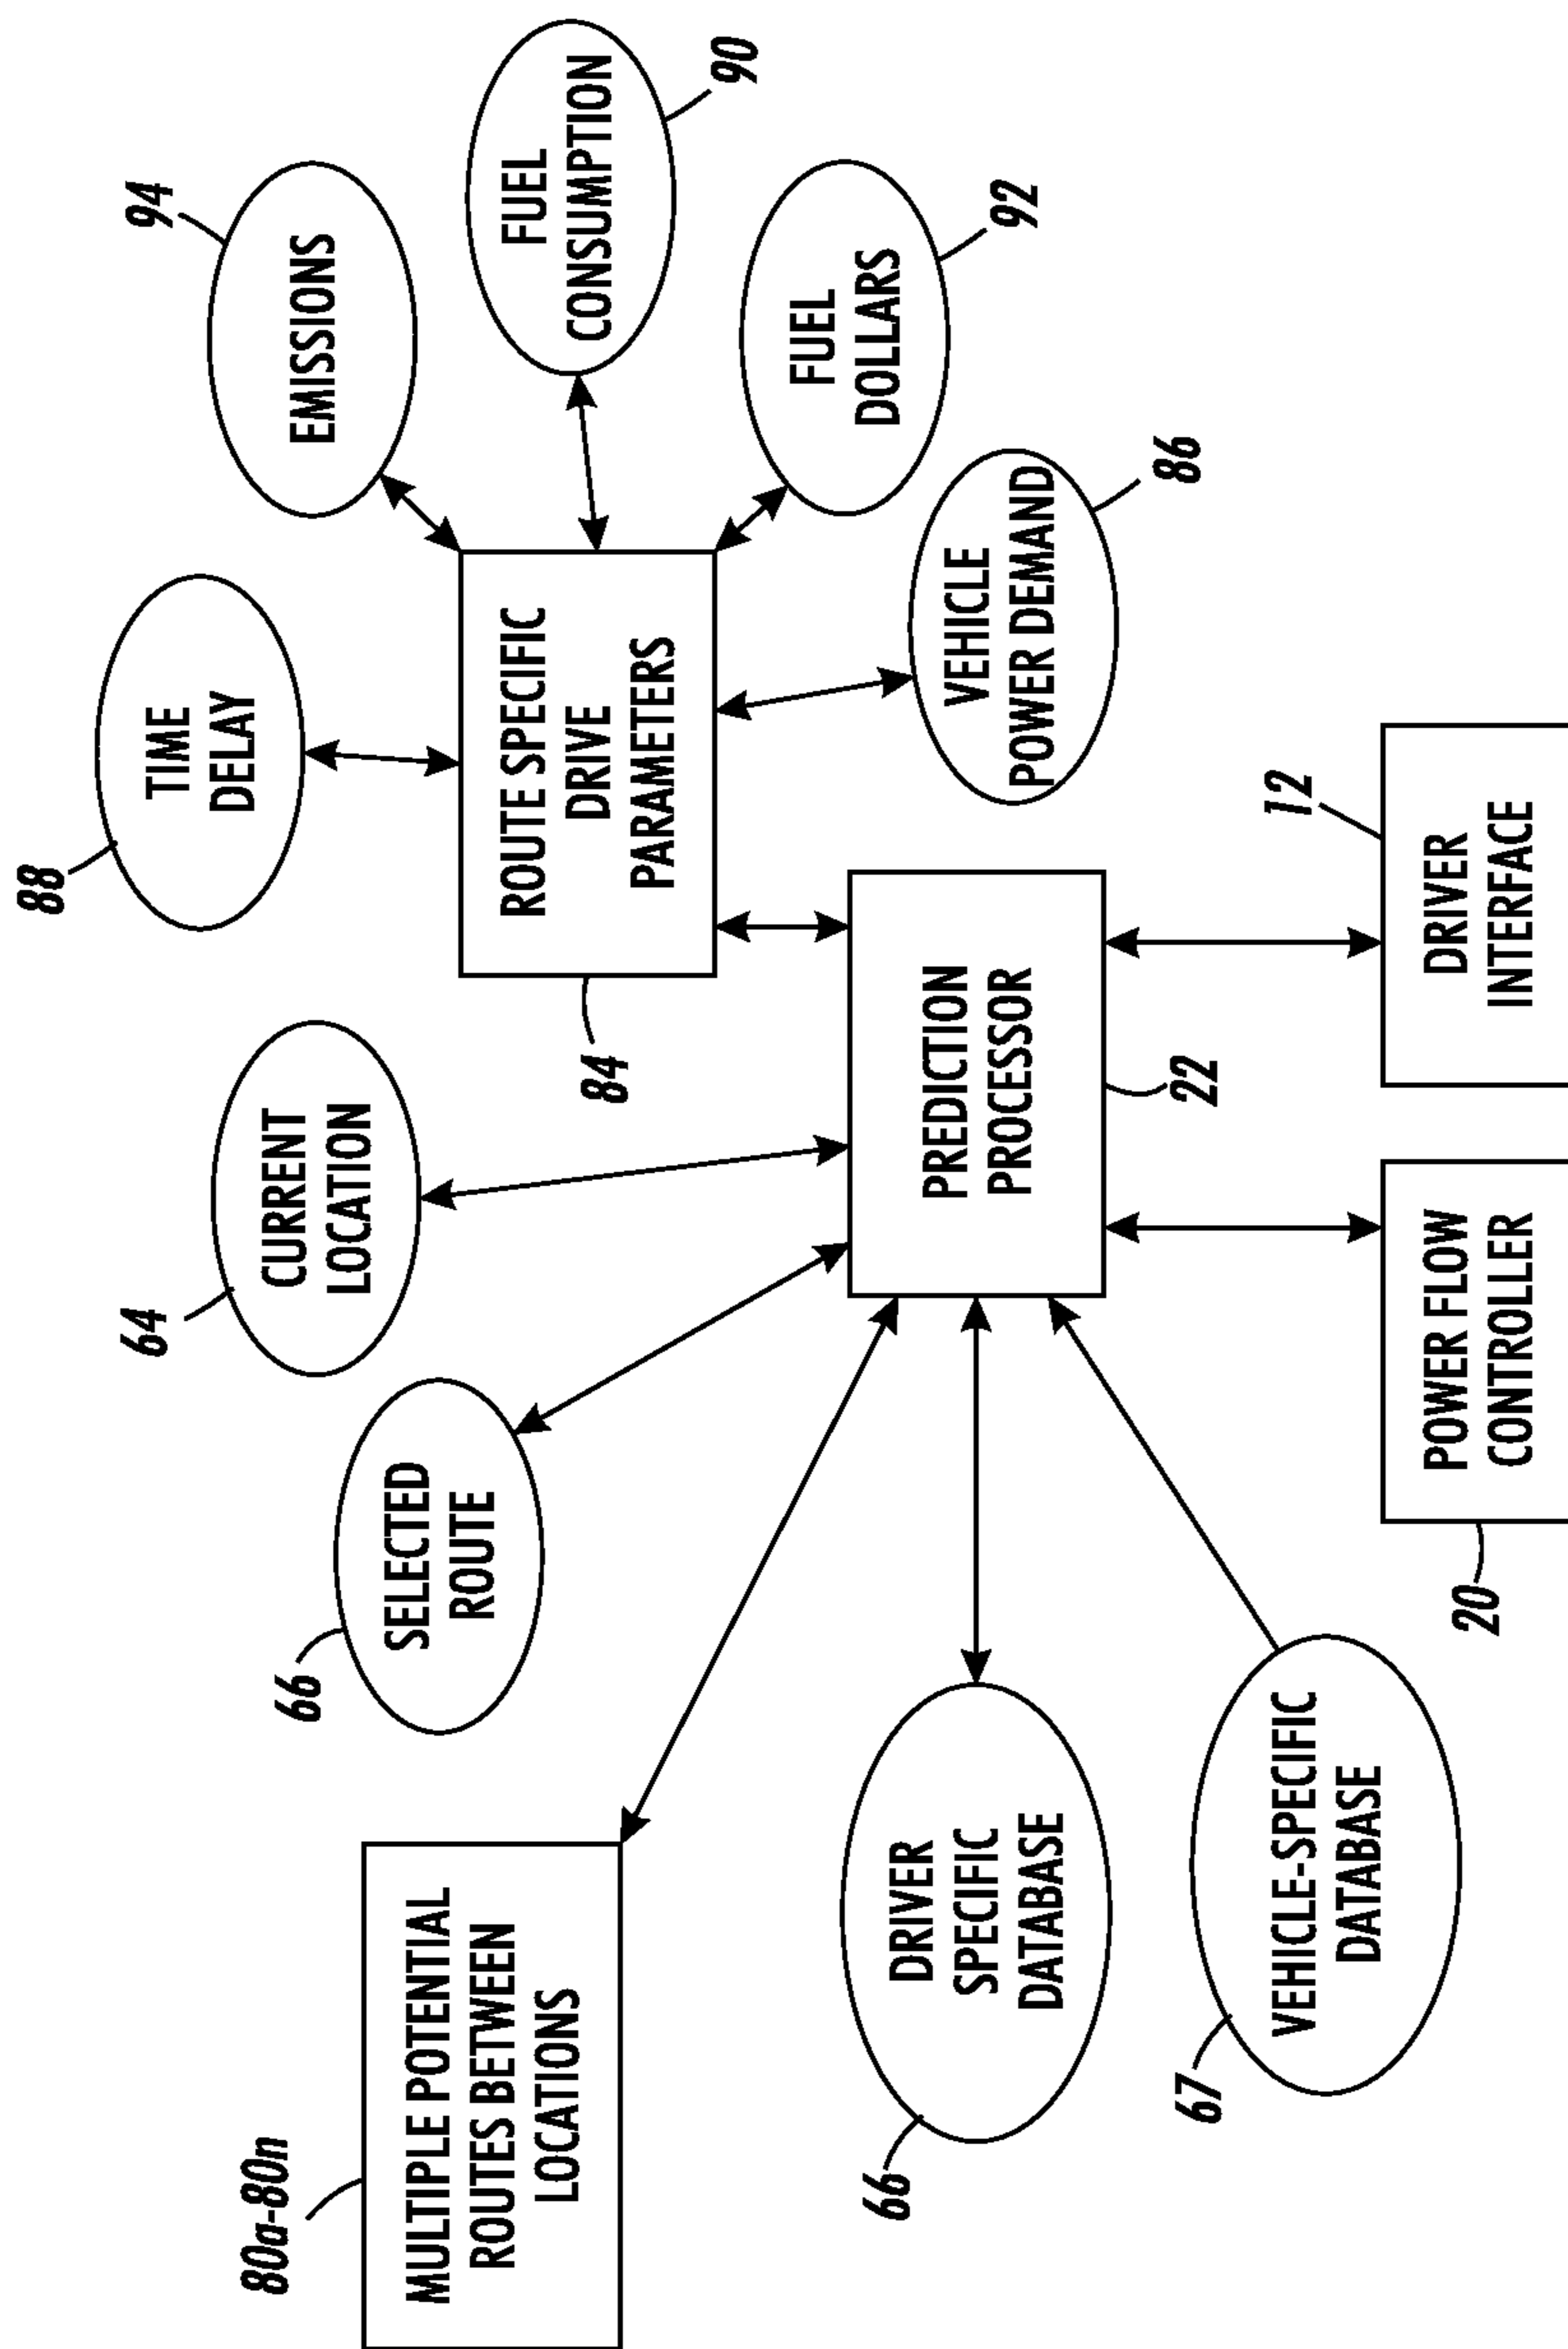 80a-80n
MULTIPLE POTENTIAL
ROUTES BETWEEN
LOCATIONS
66
SELECTED
ROUTE
64
CURRENT
LOCATION
88
TIME
DELAY
94
EMISSIONS
ROUTE SPECIFIC
DRIVE
PARAMETERS
84
FUEL
CONSUMPTION
90
FUEL
DOLLARS
92
VEHICLE
POWER DEMAND
86
66
DRIVER
SPECIFIC
DATABASE
PREDICTION
PROCESSOR
22
67
VEHICLE-SPECIFIC
DATABASE
20
POWER FLOW
CONTROLLER
12
DRIVER
INTERFACE